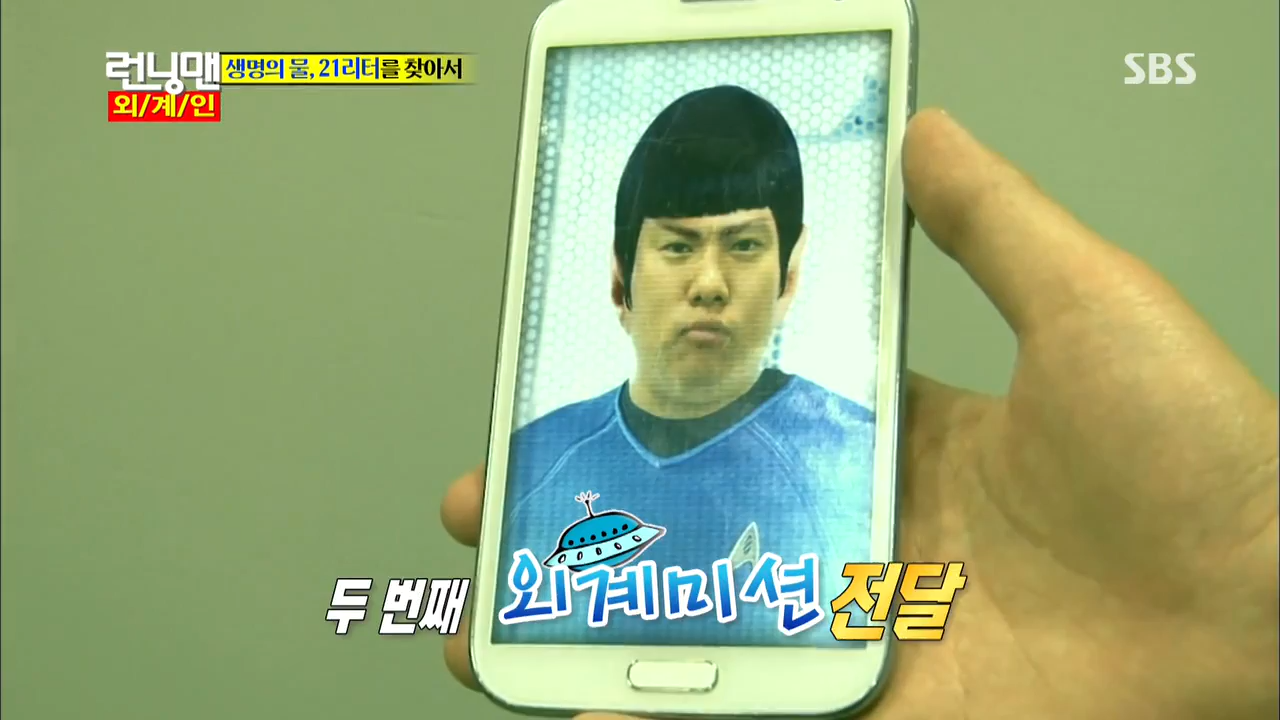 런닝맨
외/계/인
생명의 물, 21리터를 찾아서
SBS
두 번째 외계미션 전달